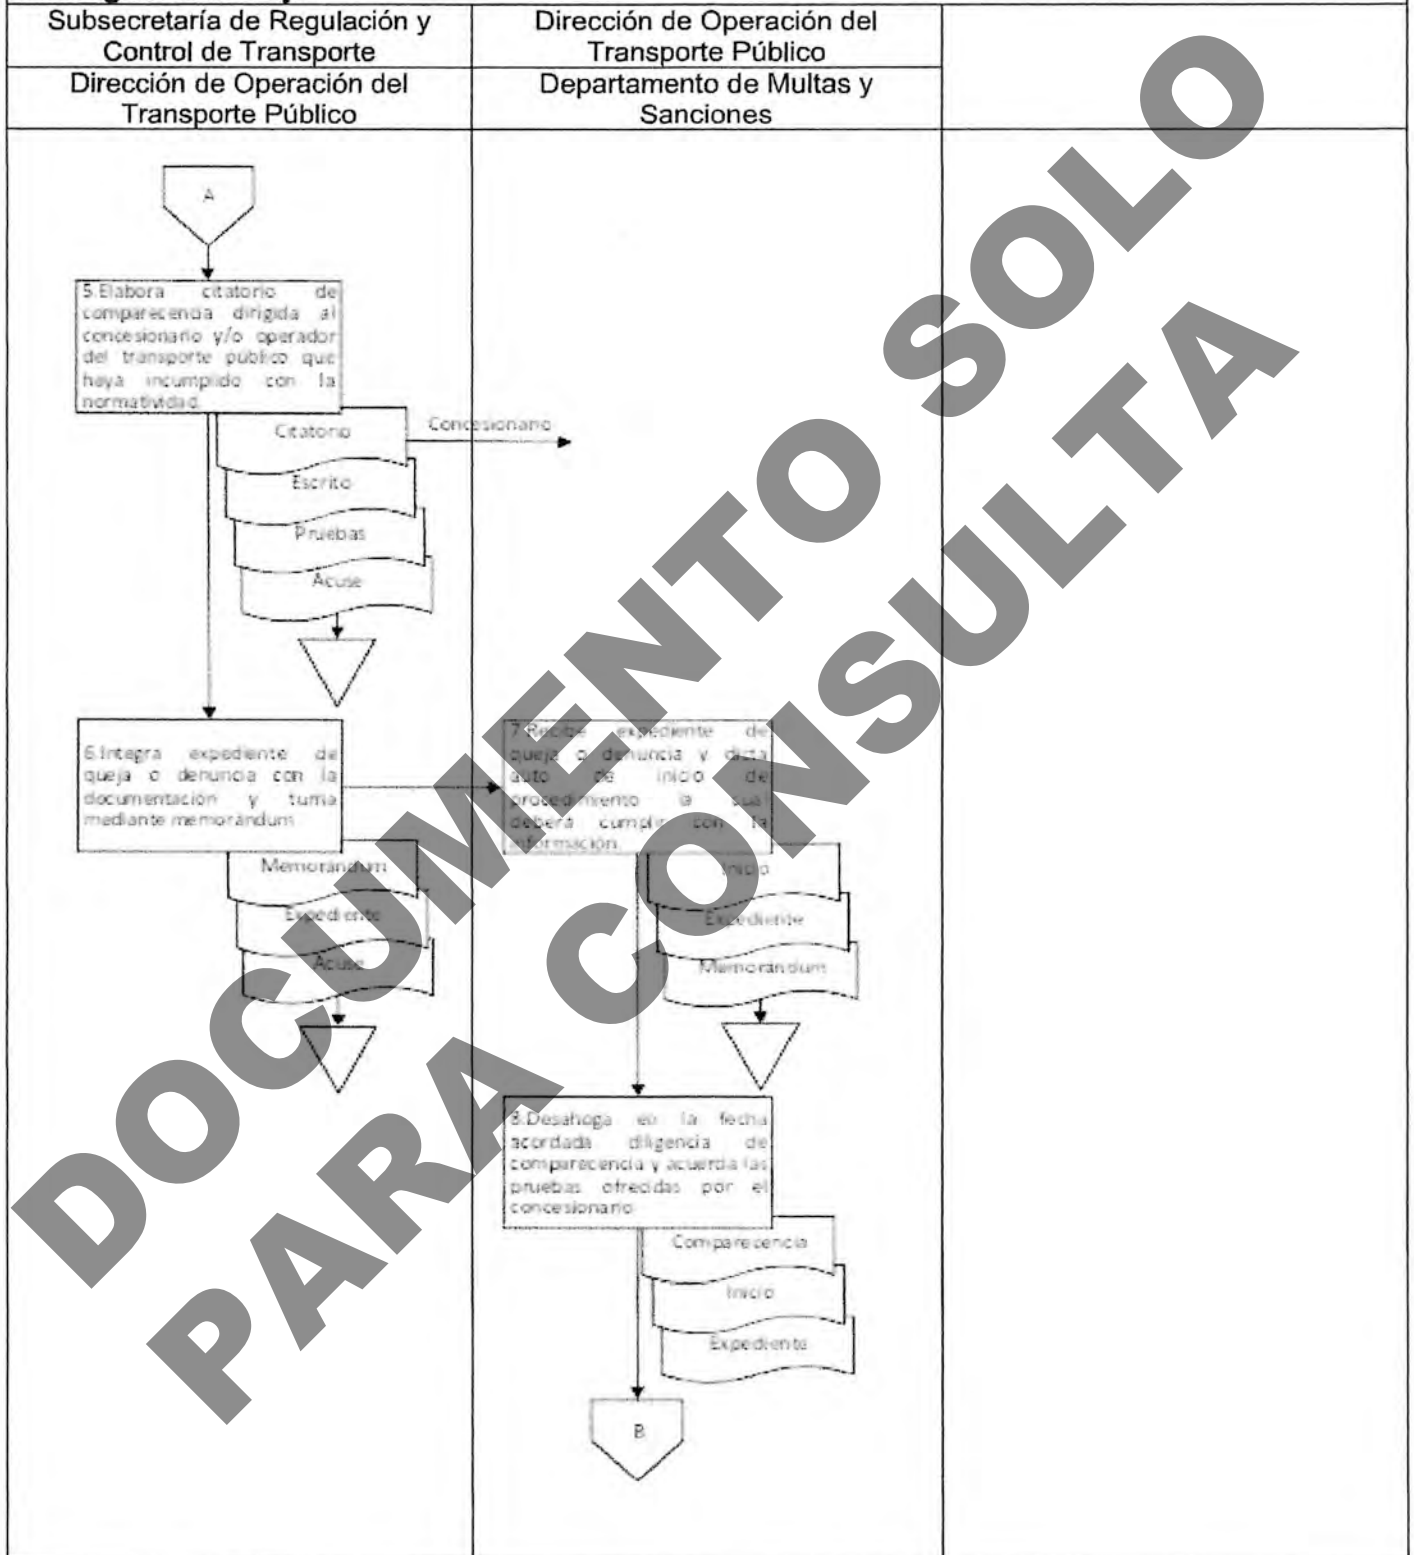 Subsecretaría de Regulación y
Control de Transporte
Dirección de Operación del
Transporte Público
Dirección de Operación del
Transporte Público
Departamento de Multas y
Sanciones
A
5.Elabora citatorio de
comparecencia dirigida al
concesionario y/o operador
del transporte público que
haya incumplido con la
normatividad.
Citatorio
Concesionario
Escrito
Pruebas
Acuse
6.Integra expediente de
queja o denuncia con la
documentación y turna
mediante memorándum.
Memorándum
Expediente
Acuse
7.Recibe expediente de
queja o denuncia y dicta
auto de inicio de
procedimiento la cual
deberá cumplir con la
información.
Inicio
Expediente
Memorándum
8.Desahoga en la fecha
acordada diligencia de
comparecencia y acuerda las
pruebas ofrecidas por el
concesionario
Comparecencia
Inicio
Expediente
B
DOCUMENTO SOLO
PARA CONSULTA